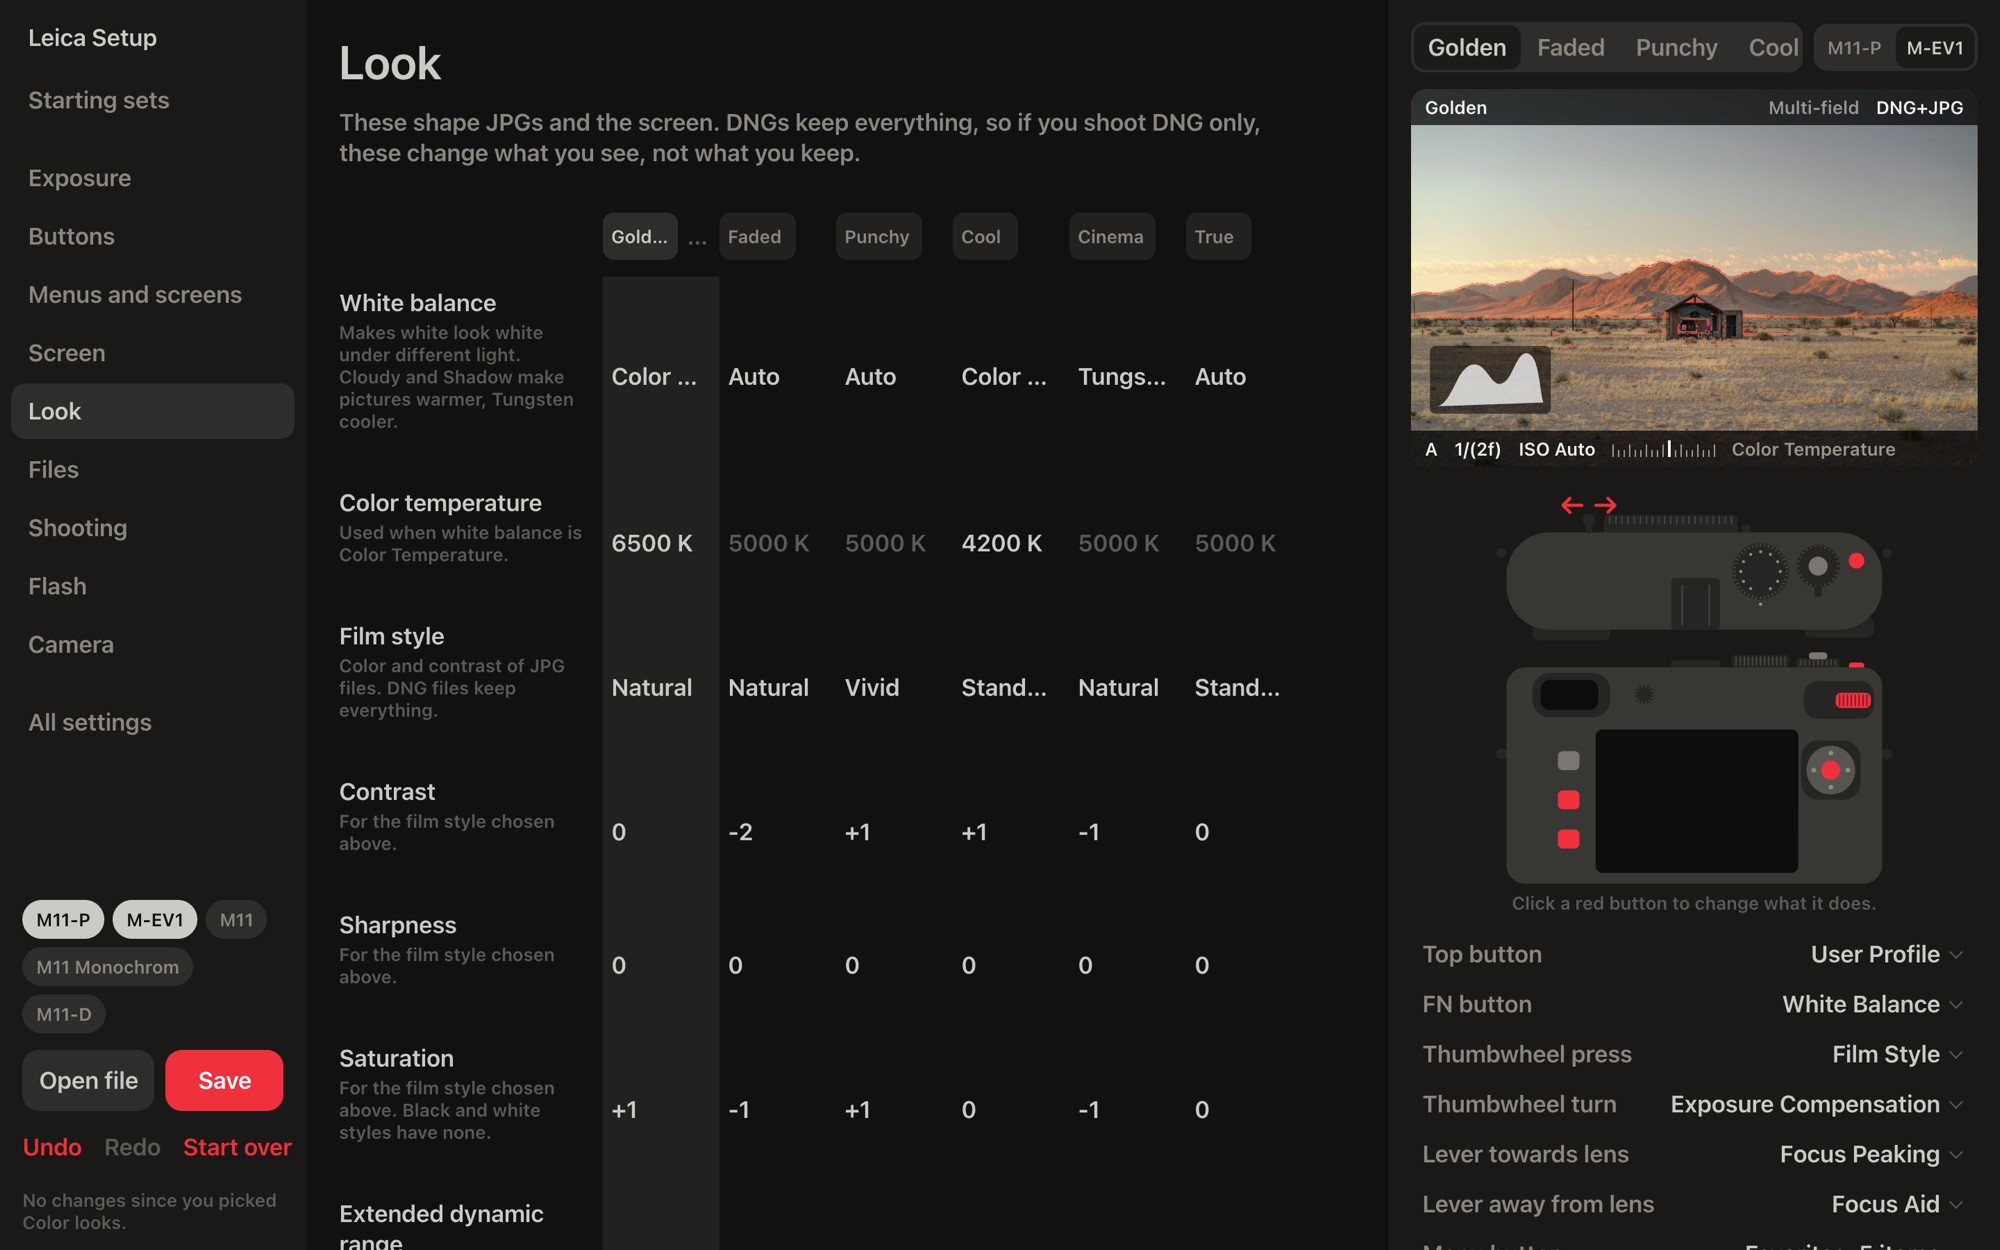 Leica Setup
Starting sets
Exposure
Buttons
Menus and screens
Screen
Look
Files
Shooting
Flash
Camera
All settings
M11-P M-EV1 M11
M11 Monochrom
M11-D
Open file Save
Undo Redo Start over
No changes since you picked
Color looks.
Look
These shape JPGs and the screen. DNGs keep everything, so if you shoot DNG only,
these change what you see, not what you keep.
Gold... ... Faded Punchy Cool Cinema True
White balance
Makes white look white
under different light.
Cloudy and Shadow make
pictures warmer, Tungsten
cooler.
Color ... Auto Auto Color ... Tungs... Auto
Color temperature
Used when white balance is
Color Temperature.
6500 K 5000 K 5000 K 4200 K 5000 K 5000 K
Film style
Color and contrast of JPG
files. DNG files keep
everything.
Natural Natural Vivid Stand... Natural Stand...
Contrast
For the film style chosen
above.
0 -2 +1 +1 -1 0
Sharpness
For the film style chosen
above.
0 0 0 0 0 0
Saturation
For the film style chosen
above. Black and white
styles have none.
+1 -1 +1 0 -1 0
Extended dynamic
range
Golden Faded Punchy Cool M11-P M-EV1
Golden Multi-field DNG+JPG
A 1/(2f) ISO Auto Color Temperature
Click a red button to change what it does.
Top button User Profile
FN button White Balance
Thumbwheel press Film Style
Thumbwheel turn Exposure Compensation
Lever towards lens Focus Peaking
Lever away from lens Focus Aid